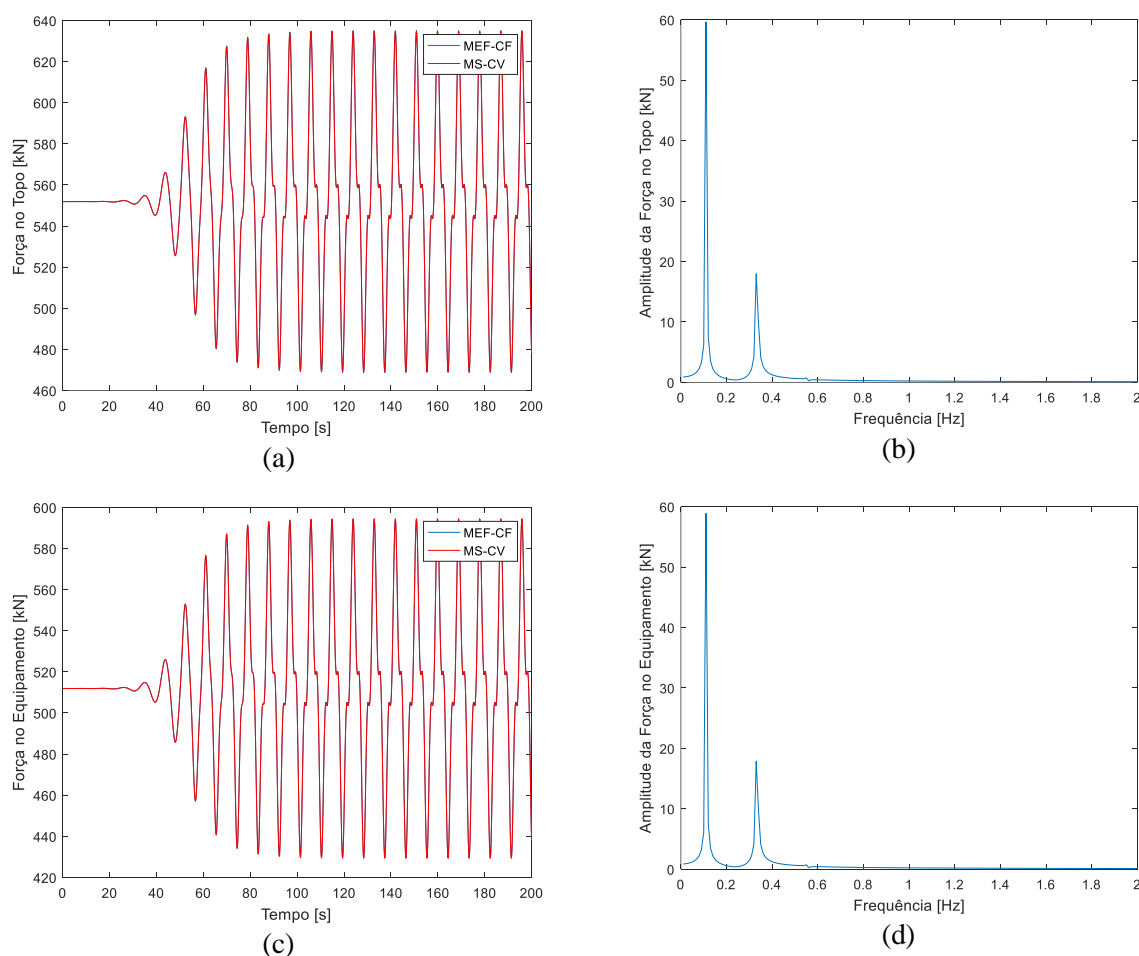 640
620
600
580
560
540
520
500
480
460
Força no Topo [kN]
MEF-CF
MS-CV
0 20 40 60 80 100 120 140 160 180 200
Tempo [s]
(a)
60
50
40
30
20
10
0
Amplitude da Força no Topo [kN]
0 0.2 0.4 0.6 0.8 1 1.2 1.4 1.6 1.8 2
Frequência [Hz]
(b)
600
580
560
540
520
500
480
460
440
420
Força no Equipamento [kN]
MEF-CF
MS-CV
0 20 40 60 80 100 120 140 160 180 200
Tempo [s]
(c)
60
50
40
30
20
10
0
Amplitude da Força no Equipamento [kN]
0 0.2 0.4 0.6 0.8 1 1.2 1.4 1.6 1.8 2
Frequência [Hz]
(d)